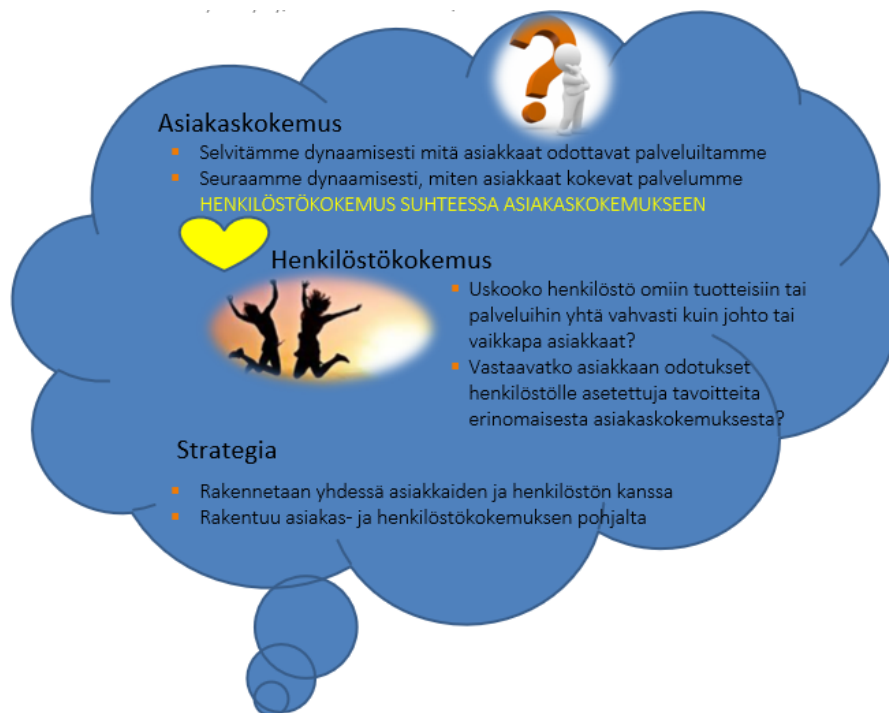 Asiakaskokemus
▪ Selvitämme dynaamisesti mitä asiakkaat odottavat palveluiltamme
▪ Seuraamme dynaamisesti, miten asiakkaat kokevat palvelumme
HENKILÖSTÖKOKEMUS SUHTEESSA ASIAKASKOKEMUKSEEN
Henkilöstökokemus
▪ Uskooko henkilöstö omiin tuotteisiin tai
palveluihin yhtä vahvasti kuin johto tai
vaikkapa asiakkaat?
▪ Vastaavatko asiakkaan odotukset
henkilöstölle asetettuja tavoitteita
erinomaisesta asiakaskokemuksesta?
Strategia
▪ Rakennetaan yhdessä asiakkaiden ja henkilöstön kanssa
▪ Rakentuu asiakas- ja henkilöstökokemuksen pohjalta